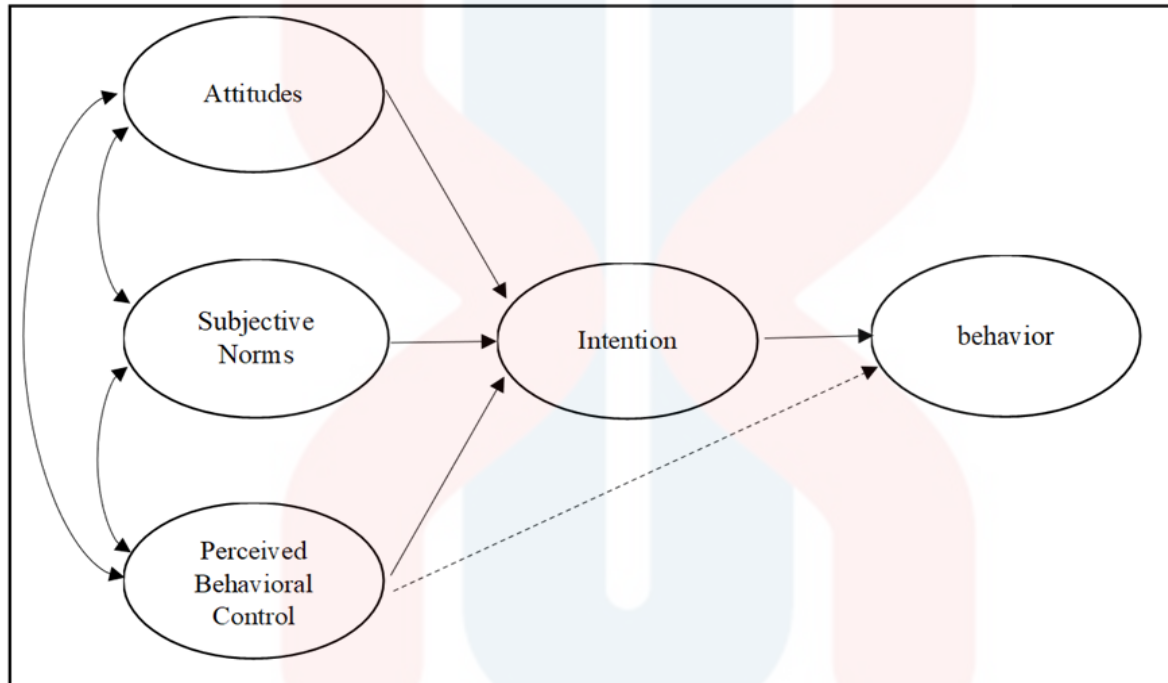 Attitudes
Subjective
Norms
Intention
behavior
Perceived
Behavioral
Control